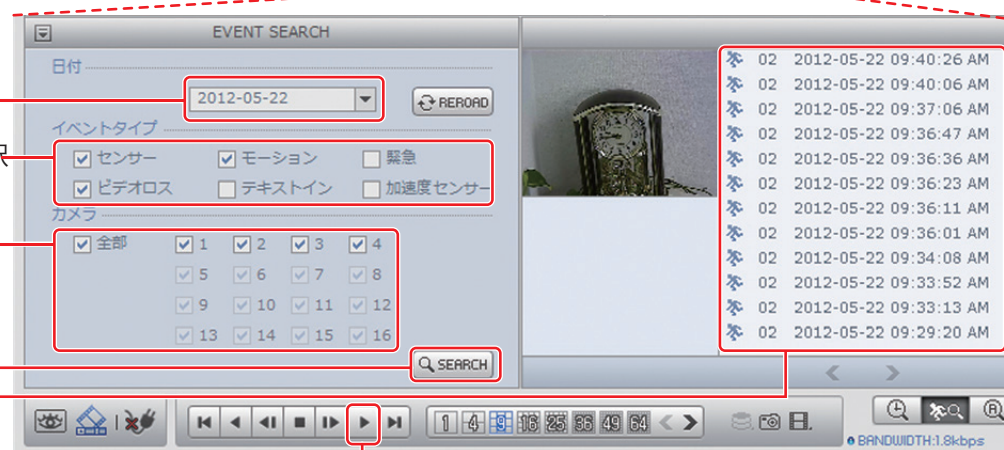 EVENT SEARCH
日付
2012-05-22
REROAD
イベントタイプ
択
センサー モーション 緊急
ビデオロス テキストイン 加速度センサー
カメラ
全部 1 2 3 4
5 6 7 8
9 10 11 12
13 14 15 16
SEARCH
02 2012-05-22 09:40:26 AM
02 2012-05-22 09:40:06 AM
02 2012-05-22 09:37:06 AM
02 2012-05-22 09:36:47 AM
02 2012-05-22 09:36:36 AM
02 2012-05-22 09:36:23 AM
02 2012-05-22 09:36:11 AM
02 2012-05-22 09:36:01 AM
02 2012-05-22 09:34:08 AM
02 2012-05-22 09:33:52 AM
02 2012-05-22 09:33:13 AM
02 2012-05-22 09:29:20 AM
1 4 9 16 25 36 49 64
BANDWIDTH:1.8kbps